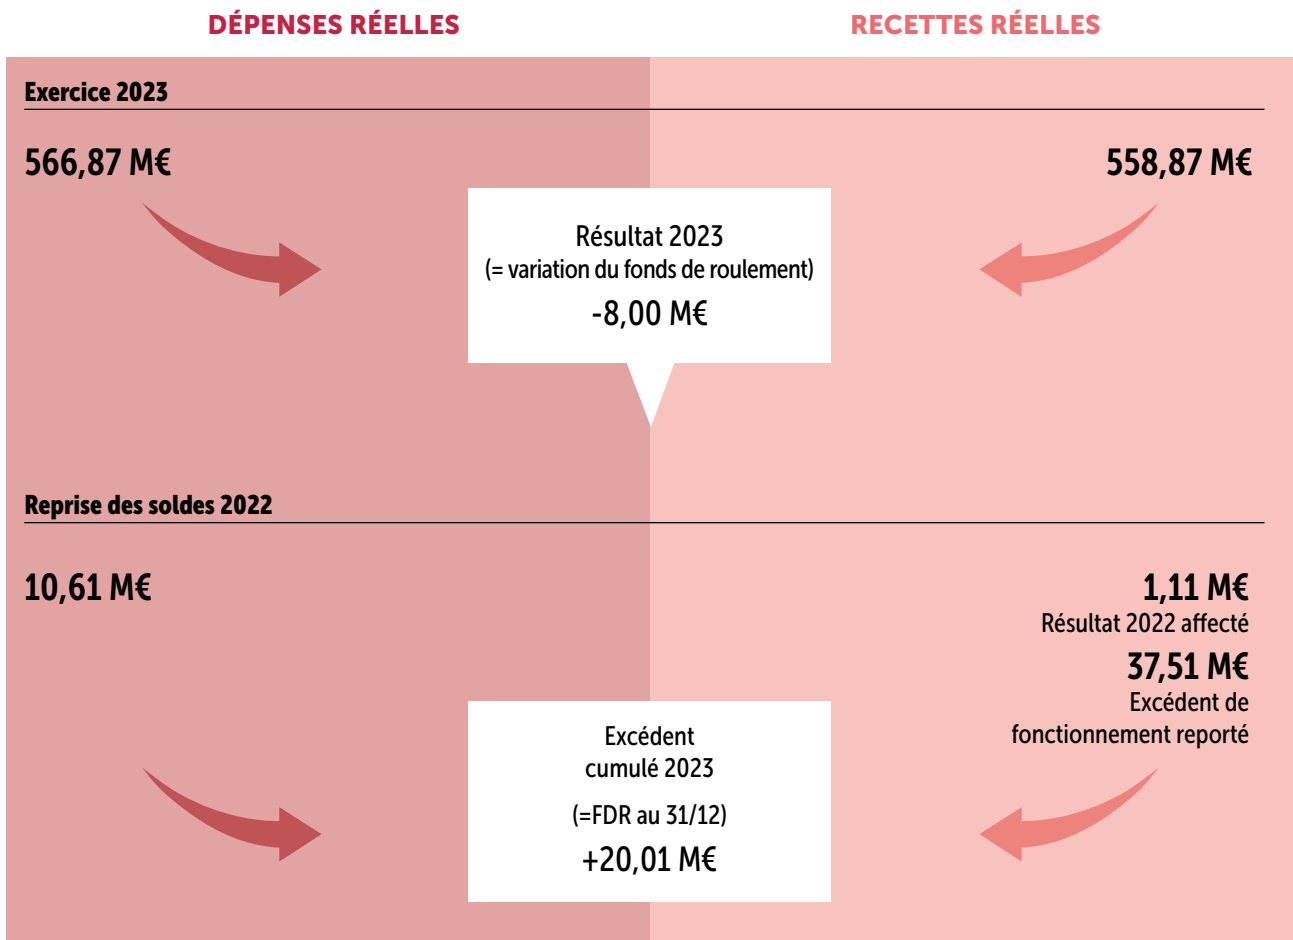 DÉPENSES RÉELLES
RECETTES RÉELLES
Exercice 2023
566,87 M€
558,87 M€
Résultat 2023
(= variation du fonds de roulement)
-8,00 M€
Reprise des soldes 2022
10,61 M€
1,11 M€
Résultat 2022 affecté
37,51 M€
Excédent de
fonctionnement reporté
Excédent
cumulé 2023
(=FDR au 31/12)
+20,01 M€